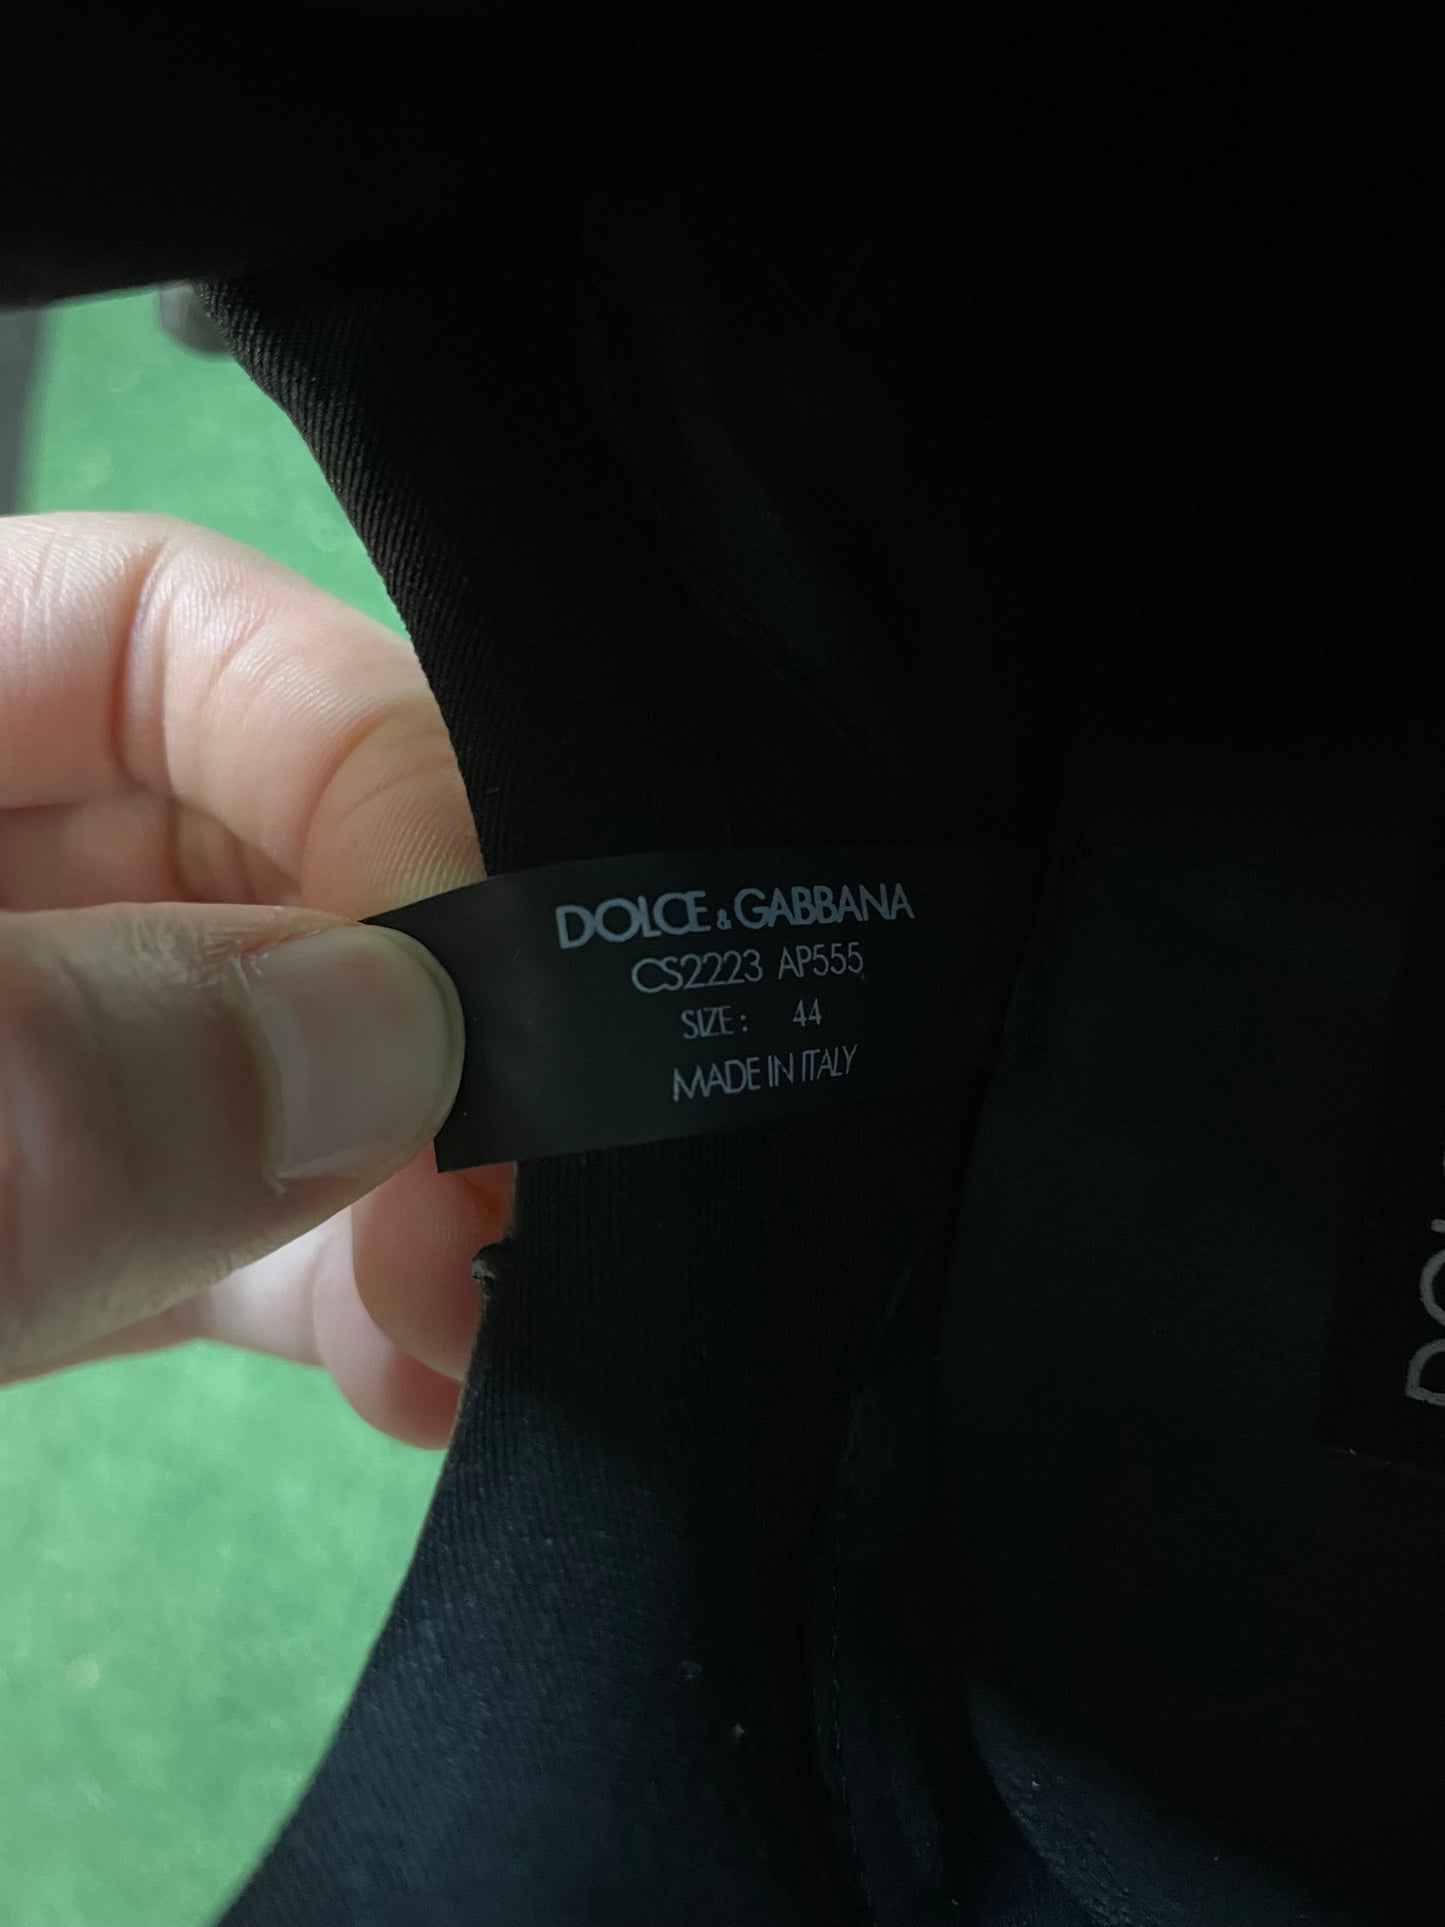 DOLCE & GABBANA
CS2223 AP555
SIZE: 44
MADE IN ITALY